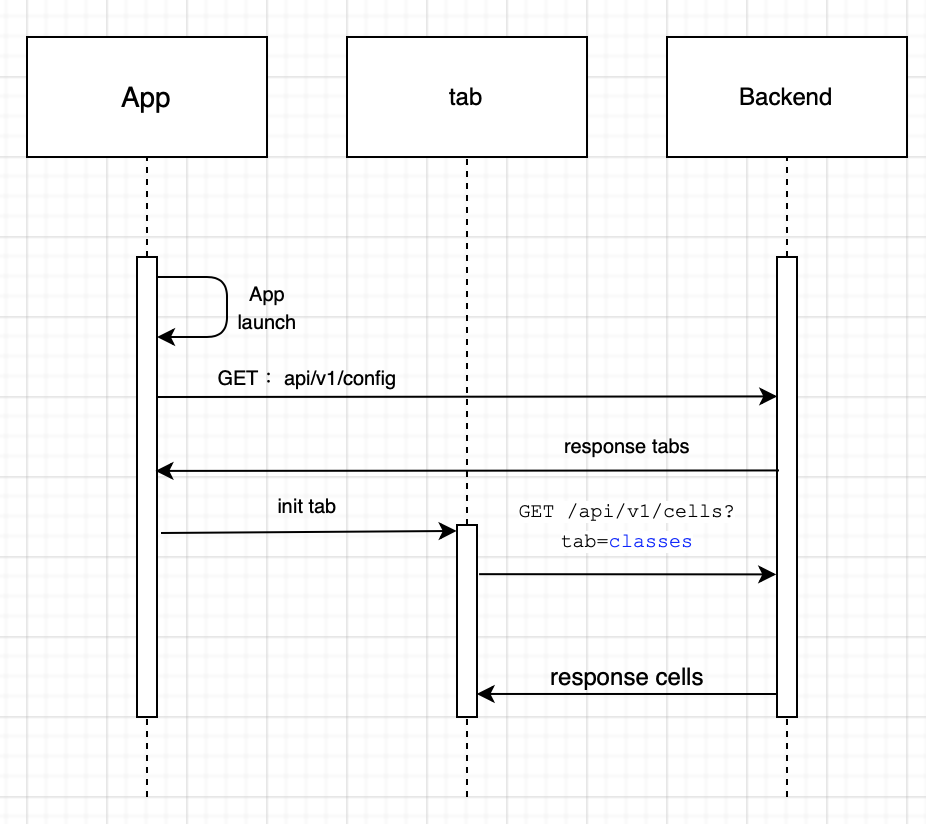 App
tab
Backend
App
launch
GET： api/v1/config
response tabs
init tab
GET /api/v1/cells?
tab=classes
response cells